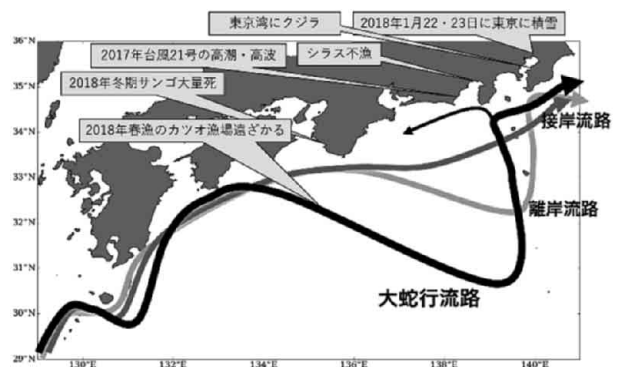 東京湾にクジラ
2018年1月22・23日に東京に積雪
2017年台風21号の高潮・高波
シラス不漁
2018年冬期サンゴ大量死
2018年春漁のカツオ漁場遠ざかる
接岸流路
離岸流路
大蛇行流路
36°N
35°N
34°N
33°N
32°N
31°N
30°N
29°N
130°E
132°E
134°E
136°E
138°E
140°E